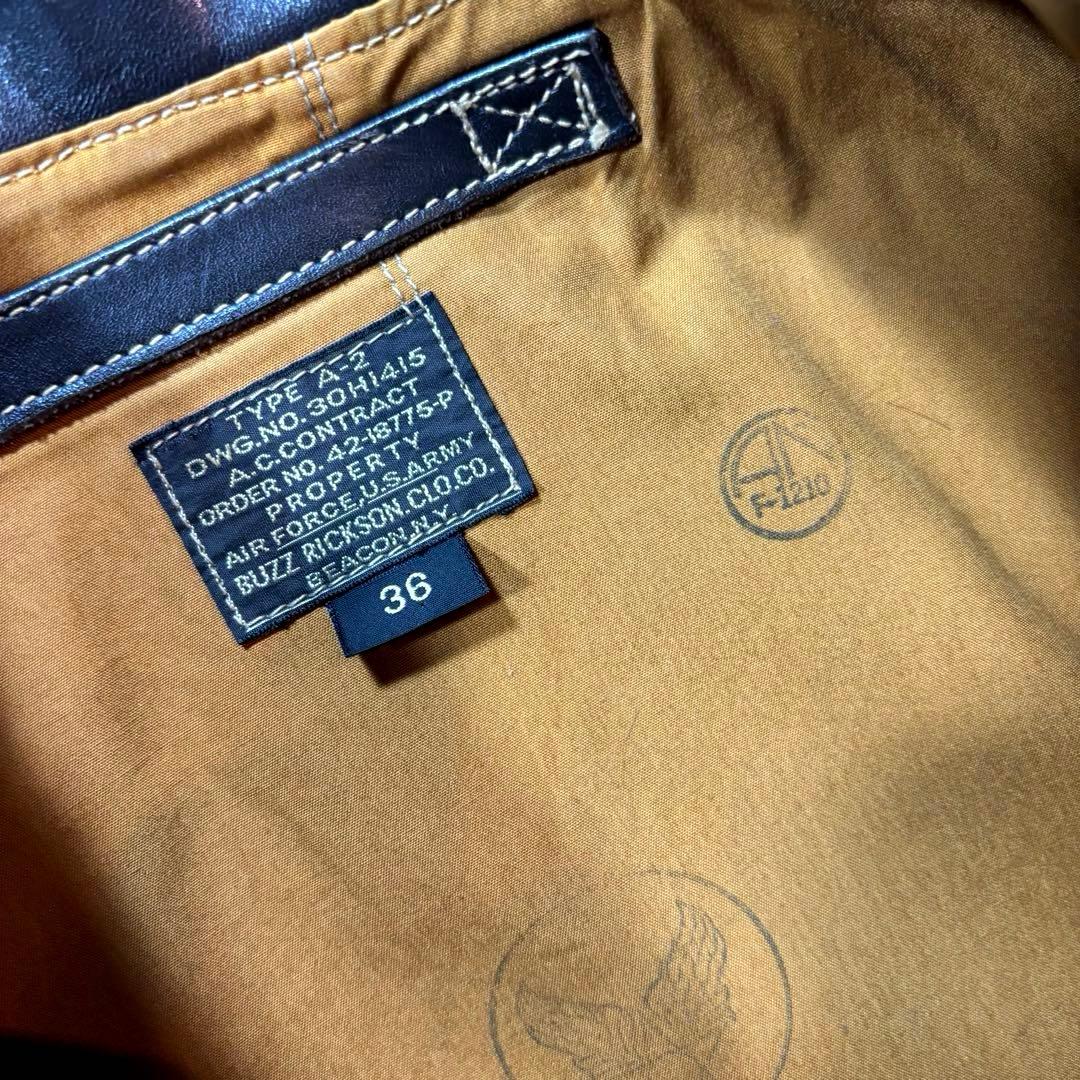 TYPE A-2
DWG.NO. 30H1415
A.C.CONTRACT
ORDER NO. 42-18775-P
PROPERTY
AIR FORCE, U.S. ARMY
BUZZ RICKSON. CLO. CO.
BEACON, N.Y.
36
AN
F-1210